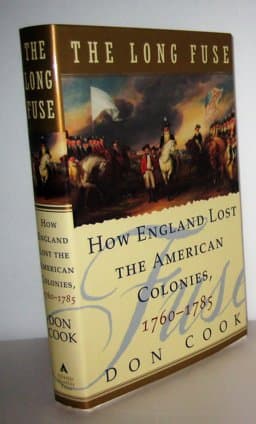 THE LONG FUSE
HOW ENGLAND LOST
THE AMERICAN
COLONIES,
1760–1785
Fuse
DON COOK
THE
LONG
FUSE
HOW
ENGLAND
LOST THE
AMERICAN
COLONIES,
1760–1785
DON
COOK